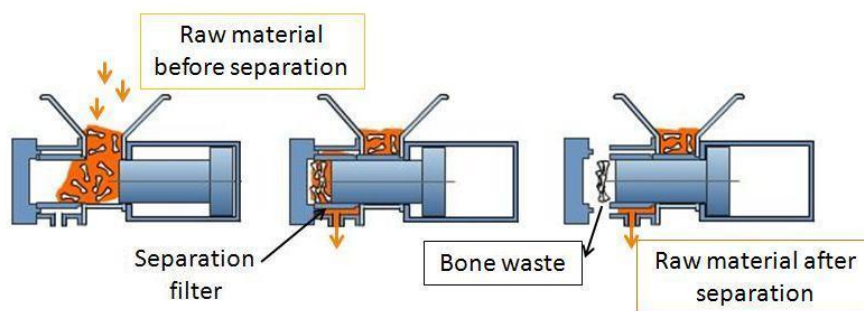 Raw material
before separation
Separation
filter
Bone waste
Raw material after
separation